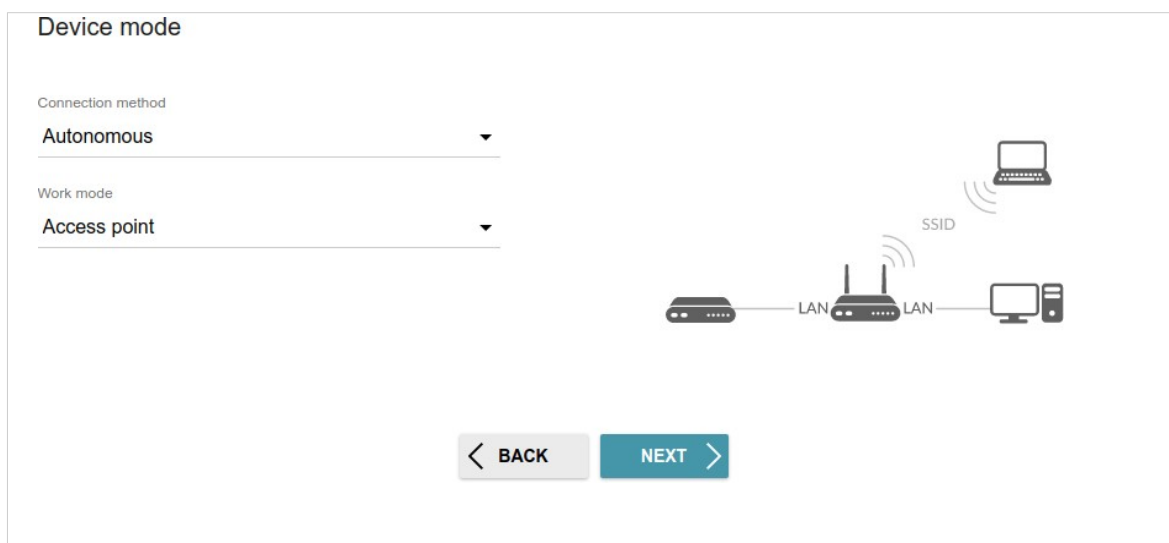 Device mode
Connection method
Autonomous
Work mode
Access point
SSID
LAN LAN
BACK NEXT